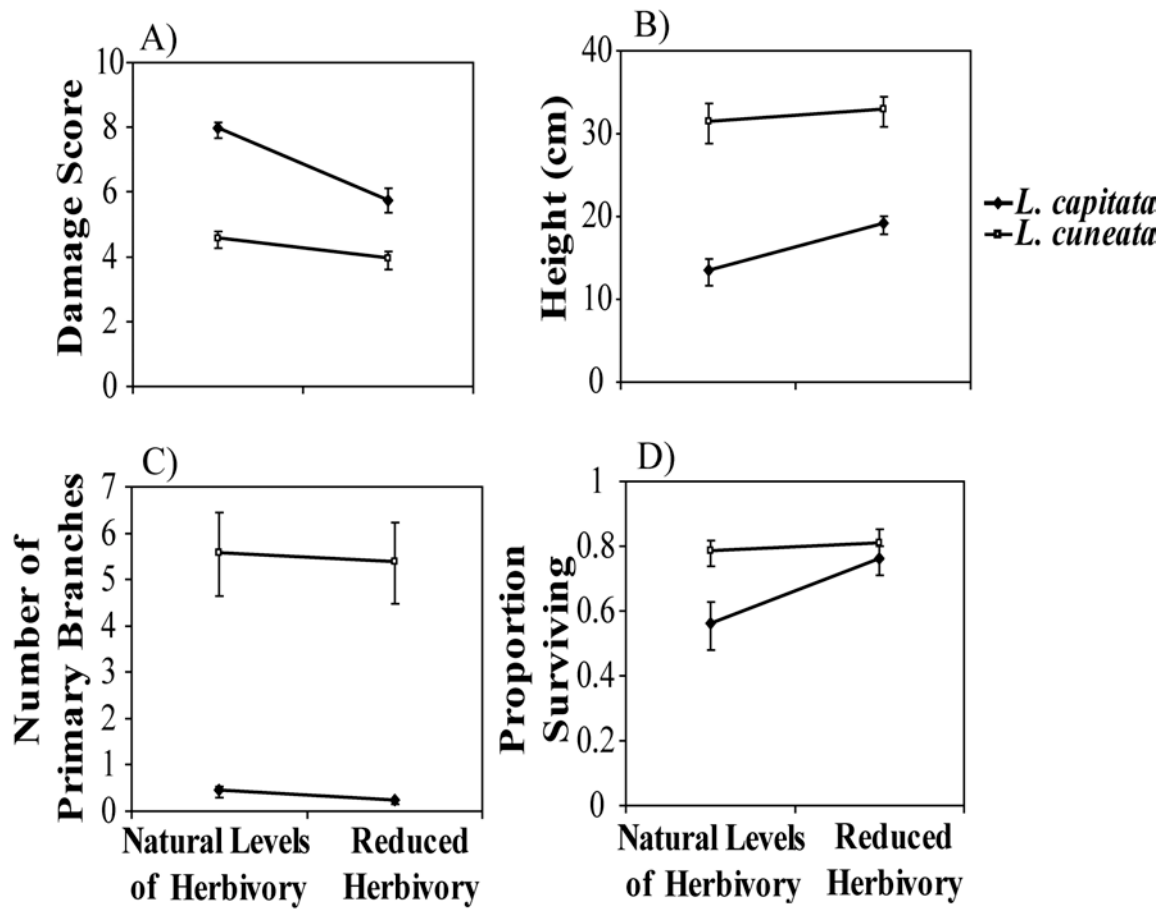 A)
Damage Score
10
8
6
4
2
0
B)
Height (cm)
40
30
20
10
0
L. capitata
L. cuneata
C)
Number of
Primary Branches
7
6
5
4
3
2
1
0
Natural Levels
of Herbivory
Reduced
Herbivory
D)
Proportion
Surviving
1
0.8
0.6
0.4
0.2
0
Natural Levels
of Herbivory
Reduced
Herbivory